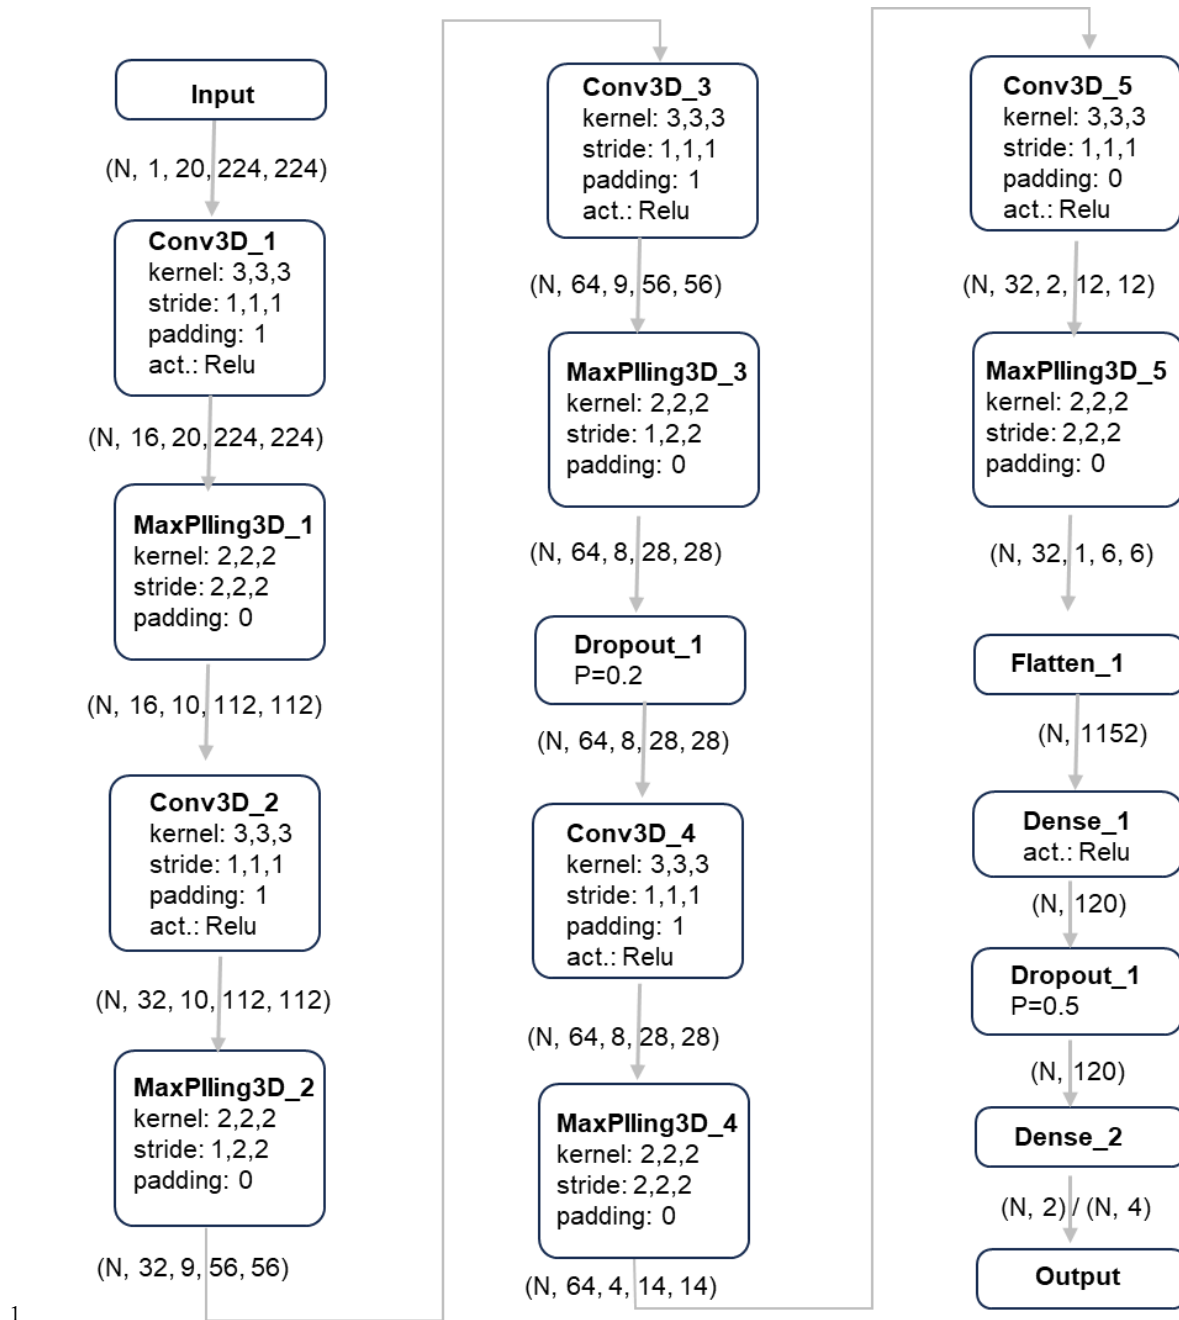 Input
(N, 1, 20, 224, 224)
Conv3D_1
kernel: 3,3,3
stride: 1,1,1
padding: 1
act.: Relu
(N, 16, 20, 224, 224)
MaxPlling3D_1
kernel: 2,2,2
stride: 2,2,2
padding: 0
(N, 16, 10, 112, 112)
Conv3D_2
kernel: 3,3,3
stride: 1,1,1
padding: 1
act.: Relu
(N, 32, 10, 112, 112)
MaxPlling3D_2
kernel: 2,2,2
stride: 1,2,2
padding: 0
(N, 32, 9, 56, 56)
Conv3D_3
kernel: 3,3,3
stride: 1,1,1
padding: 1
act.: Relu
(N, 64, 9, 56, 56)
MaxPlling3D_3
kernel: 2,2,2
stride: 1,2,2
padding: 0
(N, 64, 8, 28, 28)
Dropout_1
P=0.2
(N, 64, 8, 28, 28)
Conv3D_4
kernel: 3,3,3
stride: 1,1,1
padding: 1
act.: Relu
(N, 64, 8, 28, 28)
MaxPlling3D_4
kernel: 2,2,2
stride: 2,2,2
padding: 0
(N, 64, 4, 14, 14)
Conv3D_5
kernel: 3,3,3
stride: 1,1,1
padding: 0
act.: Relu
(N, 32, 2, 12, 12)
MaxPlling3D_5
kernel: 2,2,2
stride: 2,2,2
padding: 0
(N, 32, 1, 6, 6)
Flatten_1
(N, 1152)
Dense_1
act.: Relu
(N, 120)
Dropout_1
P=0.5
(N, 120)
Dense_2
(N, 2) / (N, 4)
Output
1